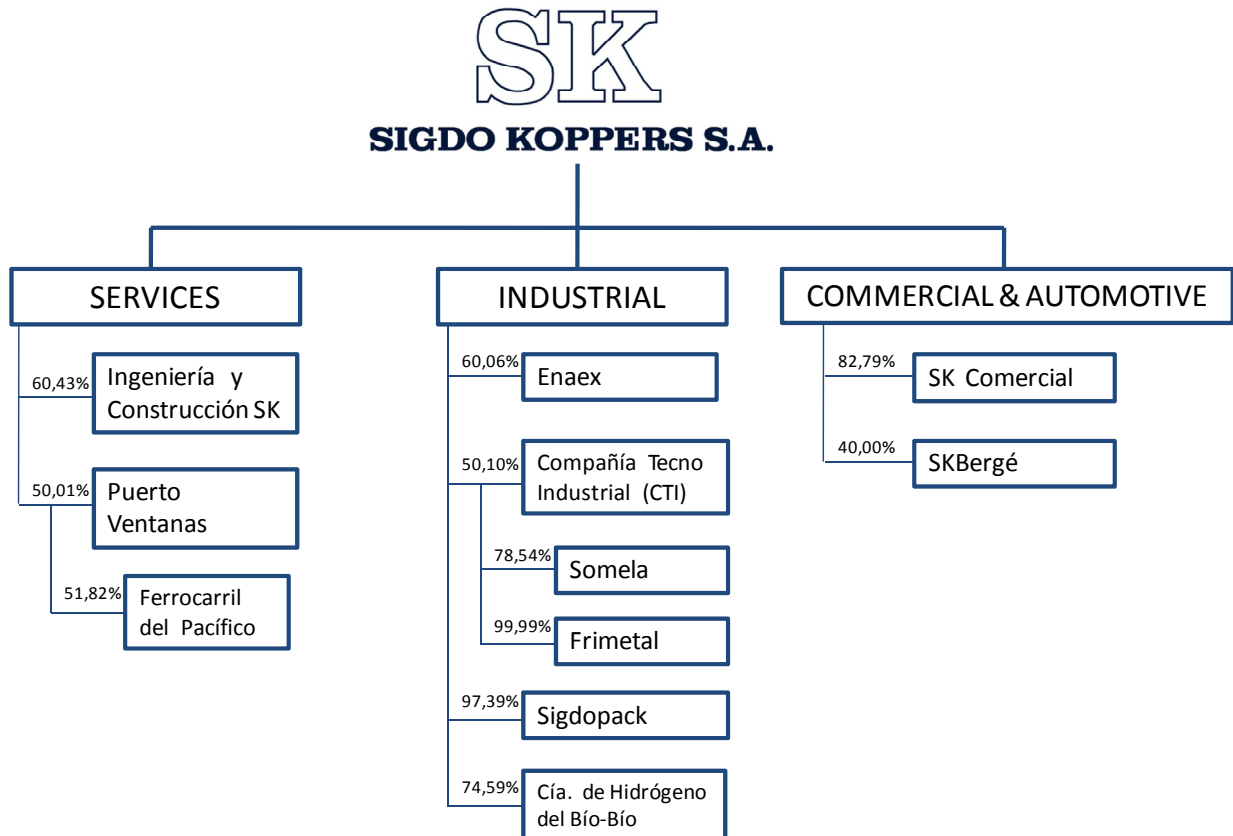 SK
SIGDO KOPPERS S.A.
SERVICES
60,43%
Ingeniería y
Construcción SK
50,01%
Puerto
Ventanas
51,82%
Ferrocarril
del Pacífico
INDUSTRIAL
60,06%
Enaex
50,10%
Compañía Tecno
Industrial (CTI)
78,54%
Somela
99,99%
Frimetal
97,39%
Sigdopack
74,59%
Cía. de Hidrógeno
del Bío-Bío
COMMERCIAL & AUTOMOTIVE
82,79%
SK Comercial
40,00%
SKBergé